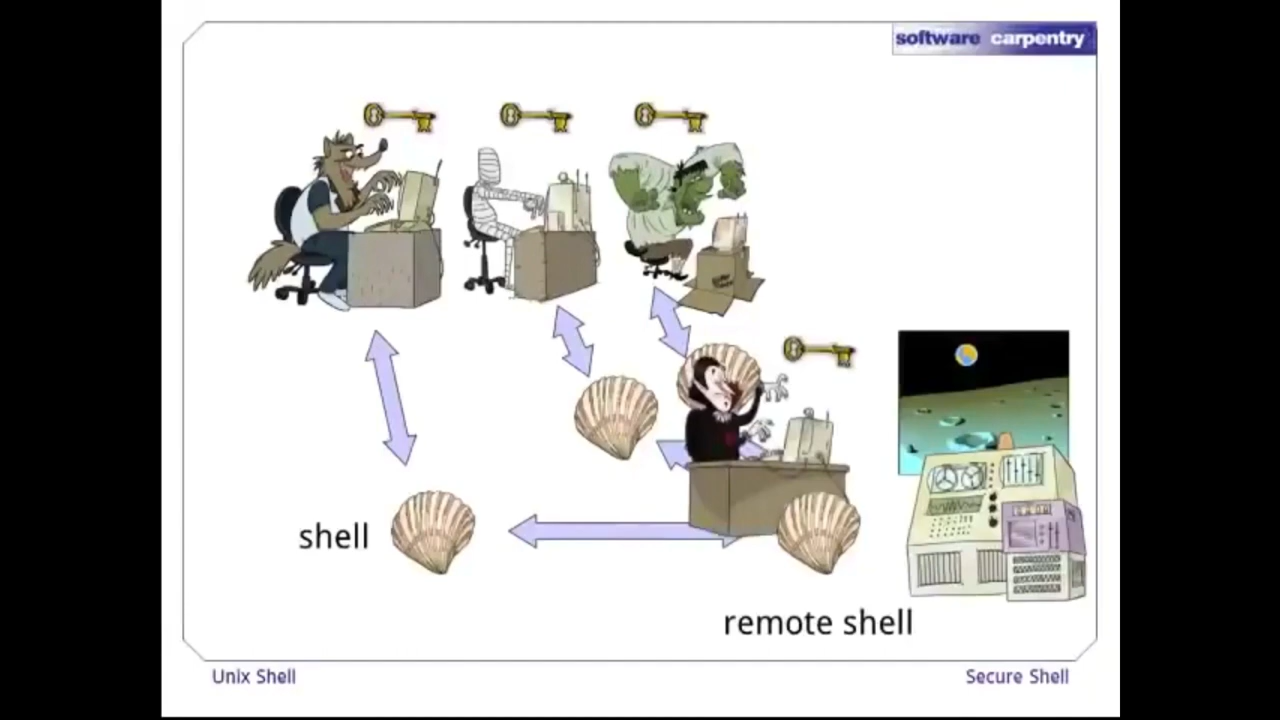 software carpentry
shell
remote shell
Unix Shell
Secure Shell